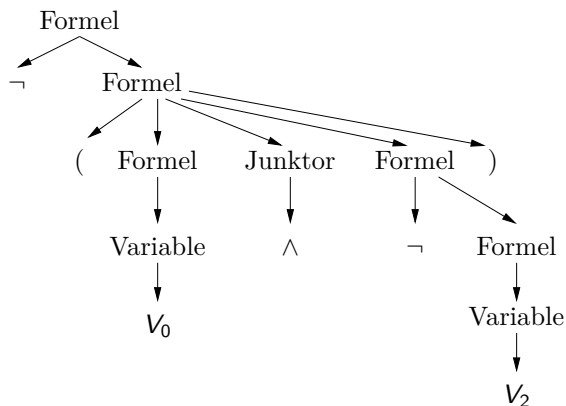 Formel
¬ Formel
( Formel Junktor Formel )
Variable ∧ ¬ Formel
V₀ Variable
V₂